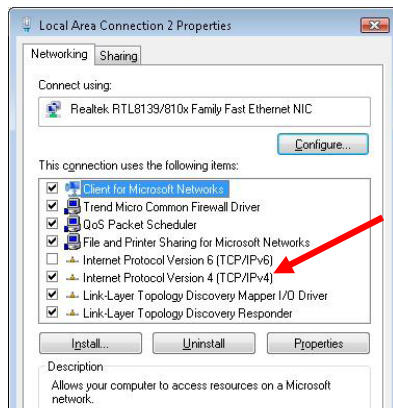 Local Area Connection 2 Properties
Networking
Sharing
Connect using:
Realtek RTL8139/810x Family Fast Ethernet NIC
Configure...
This connection uses the following items:
Client for Microsoft Networks
Trend Micro Common Firewall Driver
QoS Packet Scheduler
File and Printer Sharing for Microsoft Networks
Internet Protocol Version 6 (TCP/IPv6)
Internet Protocol Version 4 (TCP/IPv4)
Link-Layer Topology Discovery Mapper I/O Driver
Link-Layer Topology Discovery Responder
Install...
Uninstall
Properties
Description
Allows your computer to access resources on a Microsoft
network.